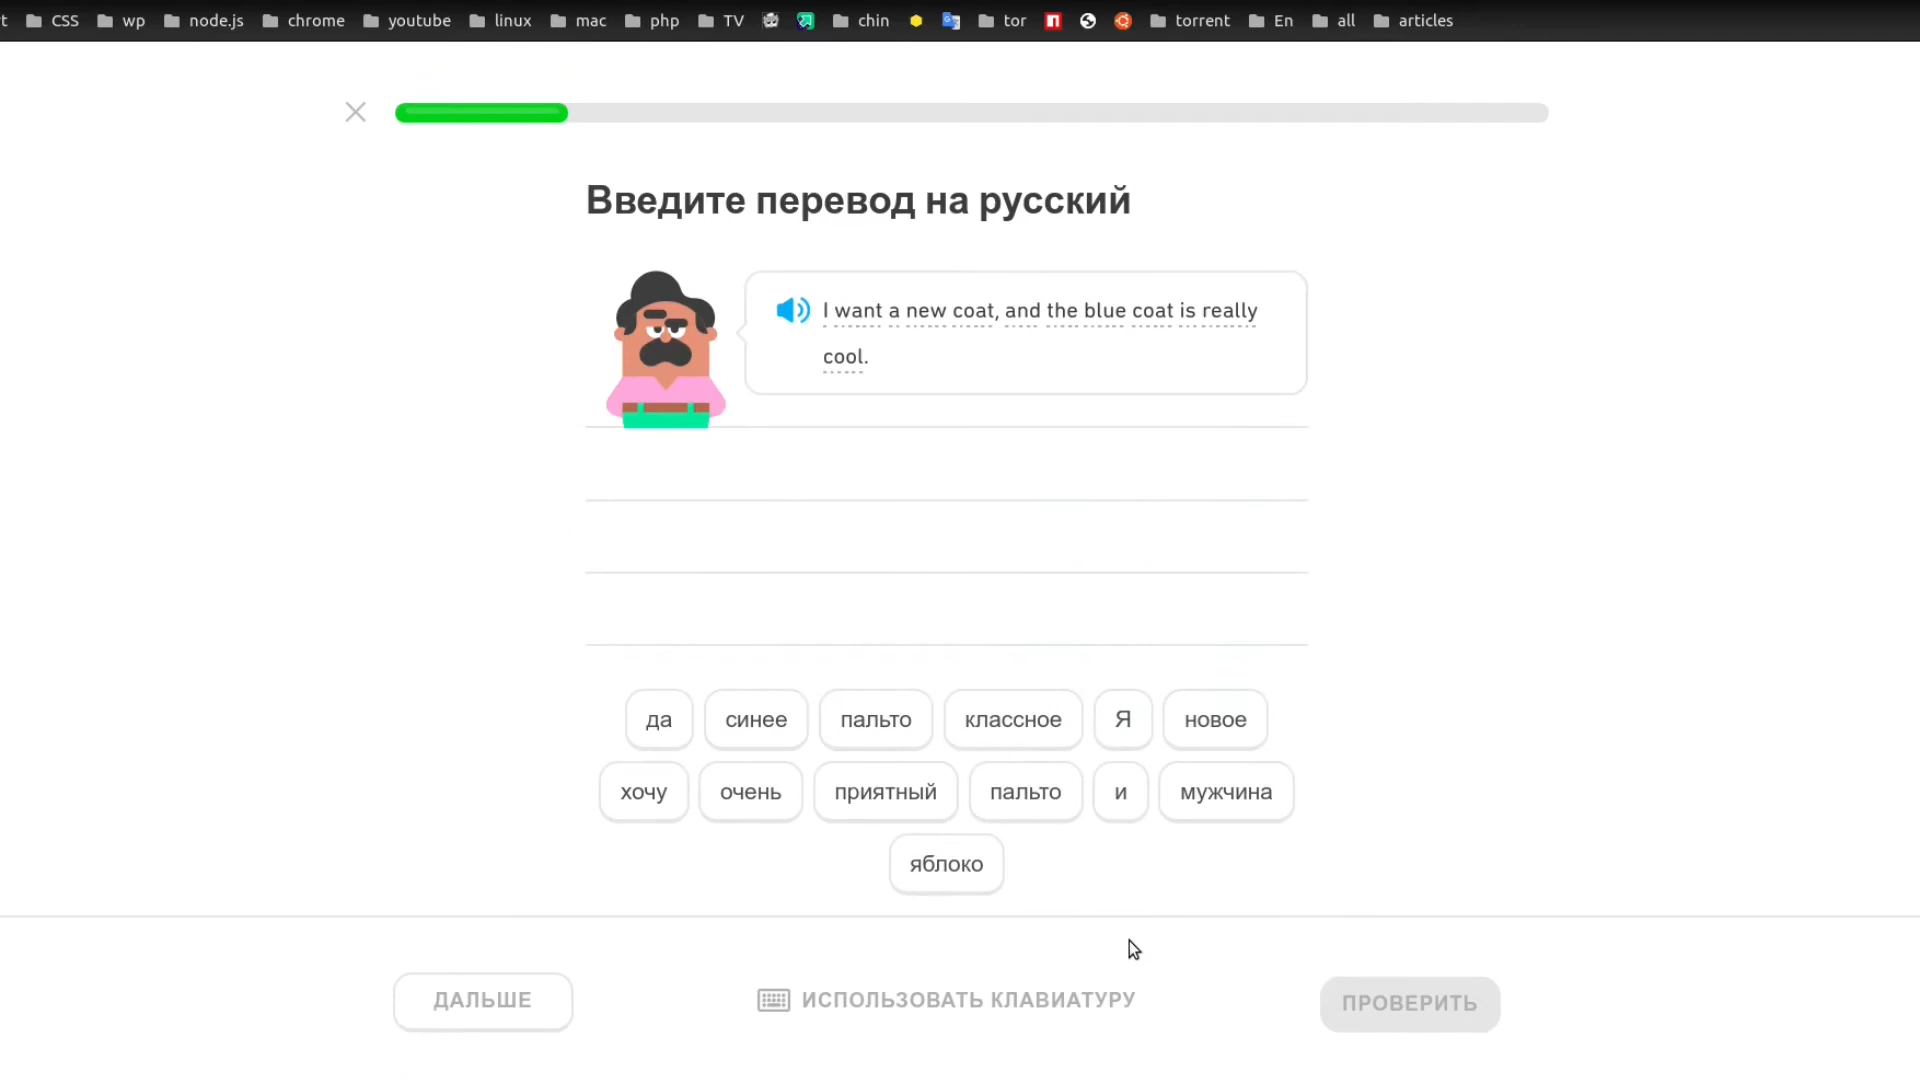 t CSS wp node.js chrome youtube linux mac php TV chin tor torrent En all articles
Введите перевод на русский
I want a new coat, and the blue coat is really
cool.
да синее пальто классное Я новое
хочу очень приятный пальто и мужчина
яблоко
ДАЛЬШЕ ИСПОЛЬЗОВАТЬ КЛАВИАТУРУ ПРОВЕРИТЬ